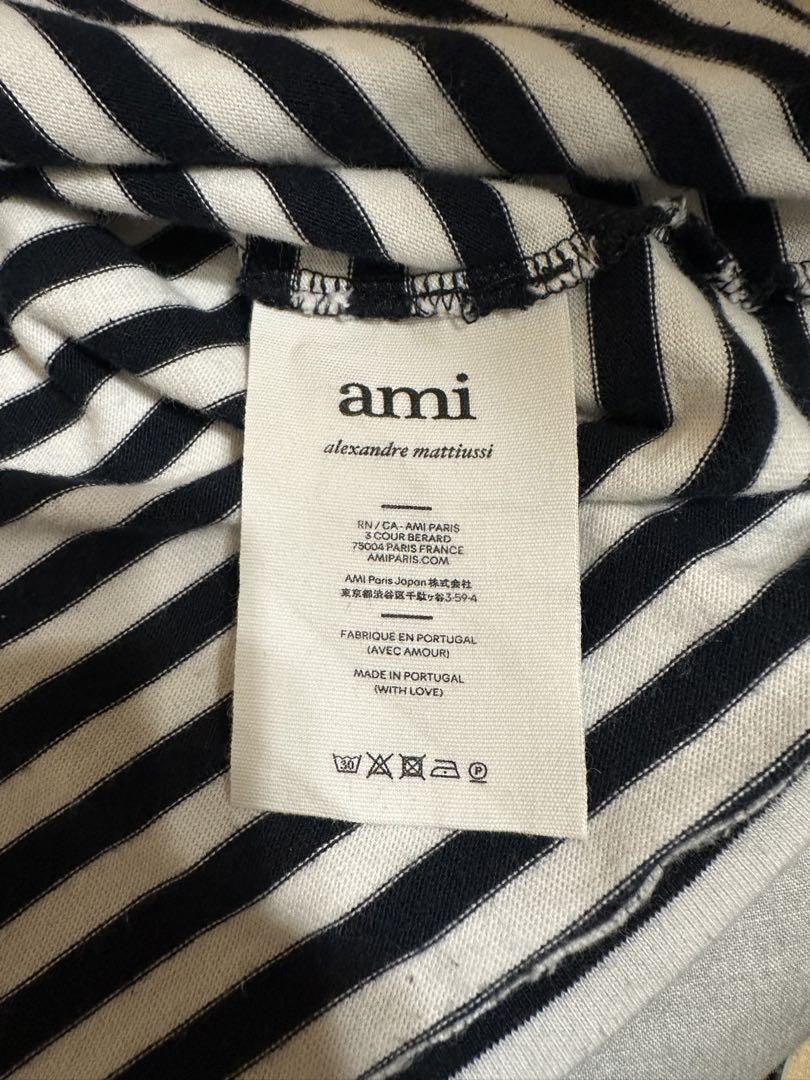 ami
alexandre mattiussi
RN / CA - AMI PARIS
3 COUR BERARD
75004 PARIS FRANCE
AMIPARIS.COM
AMI Paris Japan 株式会社
東京都渋谷区千駄ヶ谷3-59-4
FABRIQUE EN PORTUGAL
(AVEC AMOUR)
MADE IN PORTUGAL
(WITH LOVE)
30 P